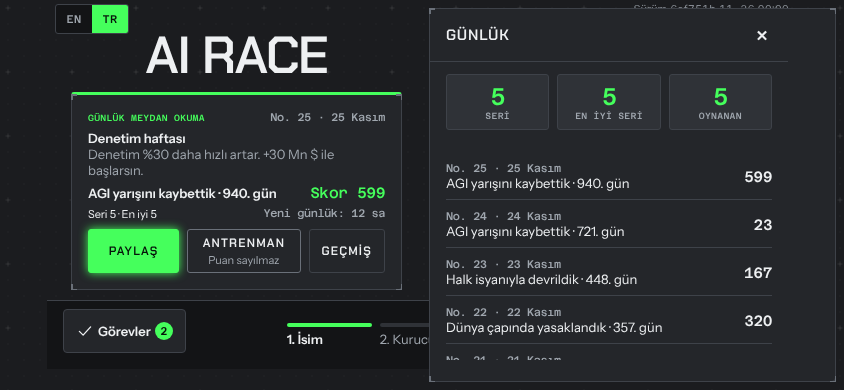 EN TR
AI RACE
GÜNLÜK MEYDAN OKUMA No. 25 · 25 Kasım
Denetim haftası
Denetim %30 daha hızlı artar. +30 Mn $ ile
başlarsın.
AGI yarışını kaybettik · 940. gün Skor 599
Seri 5 · En iyi 5 Yeni günlük: 12 sa
PAYLAŞ
ANTRENMAN
Puan sayılmaz
GEÇMİŞ
✓ Görevler 2
1. İsim
2. Kuruc
GÜNLÜK ×
5 5 5
SERİ EN İYİ SERİ OYNANAN
No. 25 · 25 Kasım
AGI yarışını kaybettik · 940. gün 599
No. 24 · 24 Kasım
AGI yarışını kaybettik · 721. gün 23
No. 23 · 23 Kasım
Halk isyanıyla devrildik · 448. gün 167
No. 22 · 22 Kasım
Dünya çapında yasaklandık · 357. gün 320
No. 21 · 21 Kasım